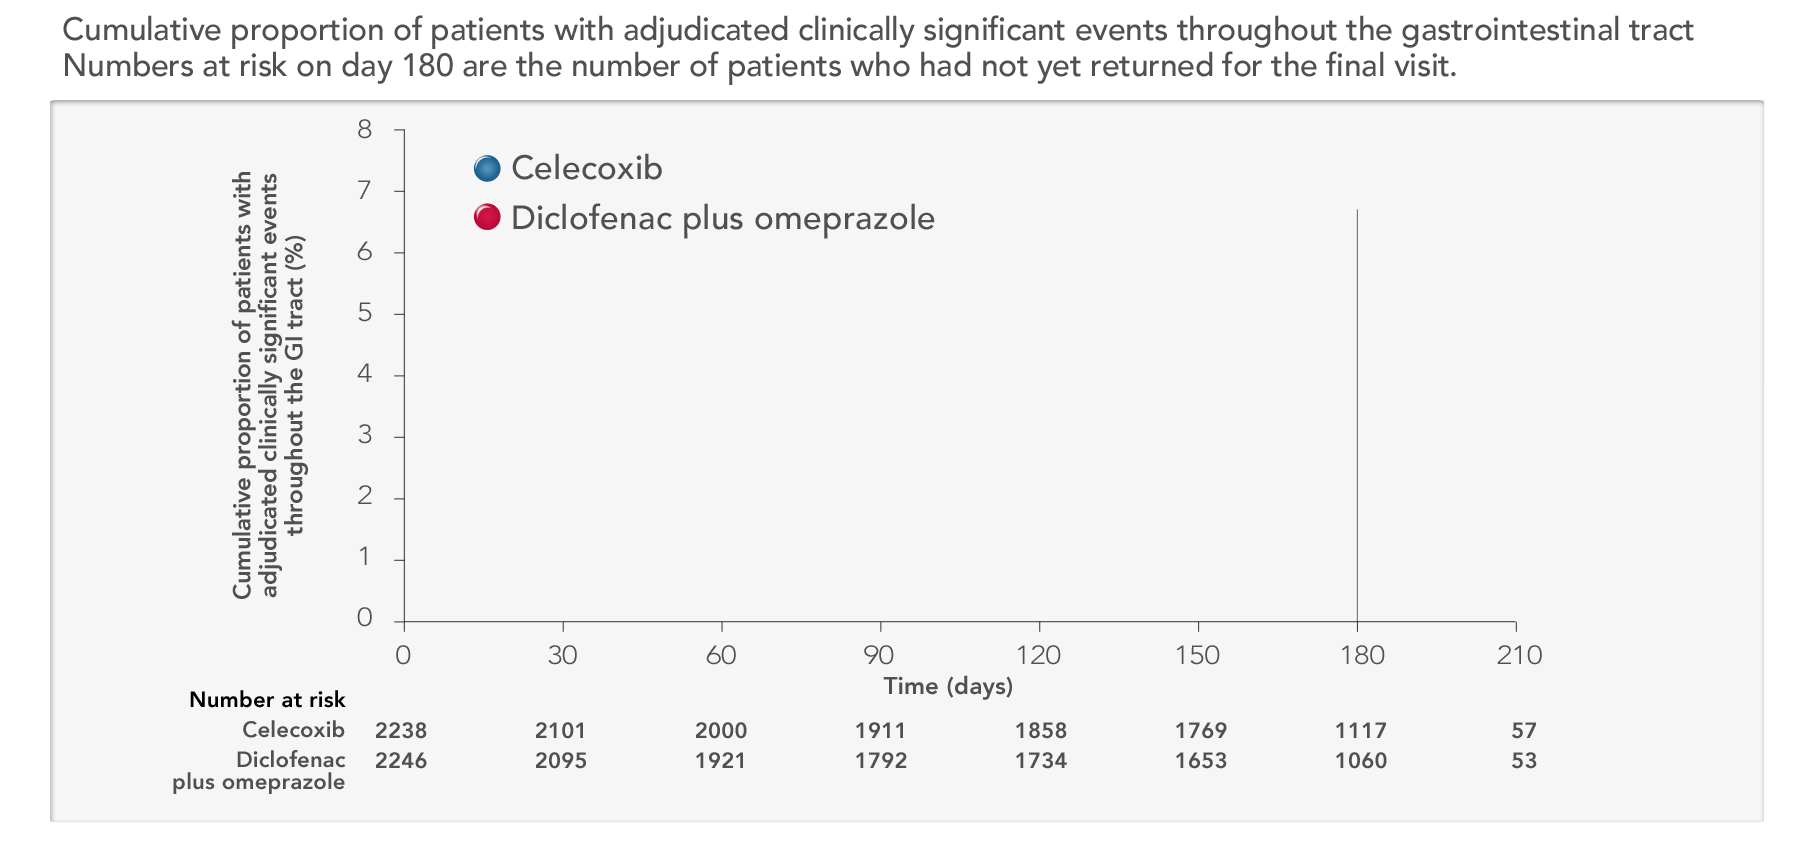 Cumulative proportion of patients with adjudicated clinically significant events throughout the gastrointestinal tract
Numbers at risk on day 180 are the number of patients who had not yet returned for the final visit.
Cumulative proportion of patients with
adjudicated clinically significant events
throughout the GI tract (%)
8
7
6
5
4
3
2
1
0
Celecoxib
Diclofenac plus omeprazole
0 30 60 90 120 150 180 210
Time (days)
Number at risk
Celecoxib 2238 2101 2000 1911 1858 1769 1117 57
Diclofenac 2246 2095 1921 1792 1734 1653 1060 53
plus omeprazole